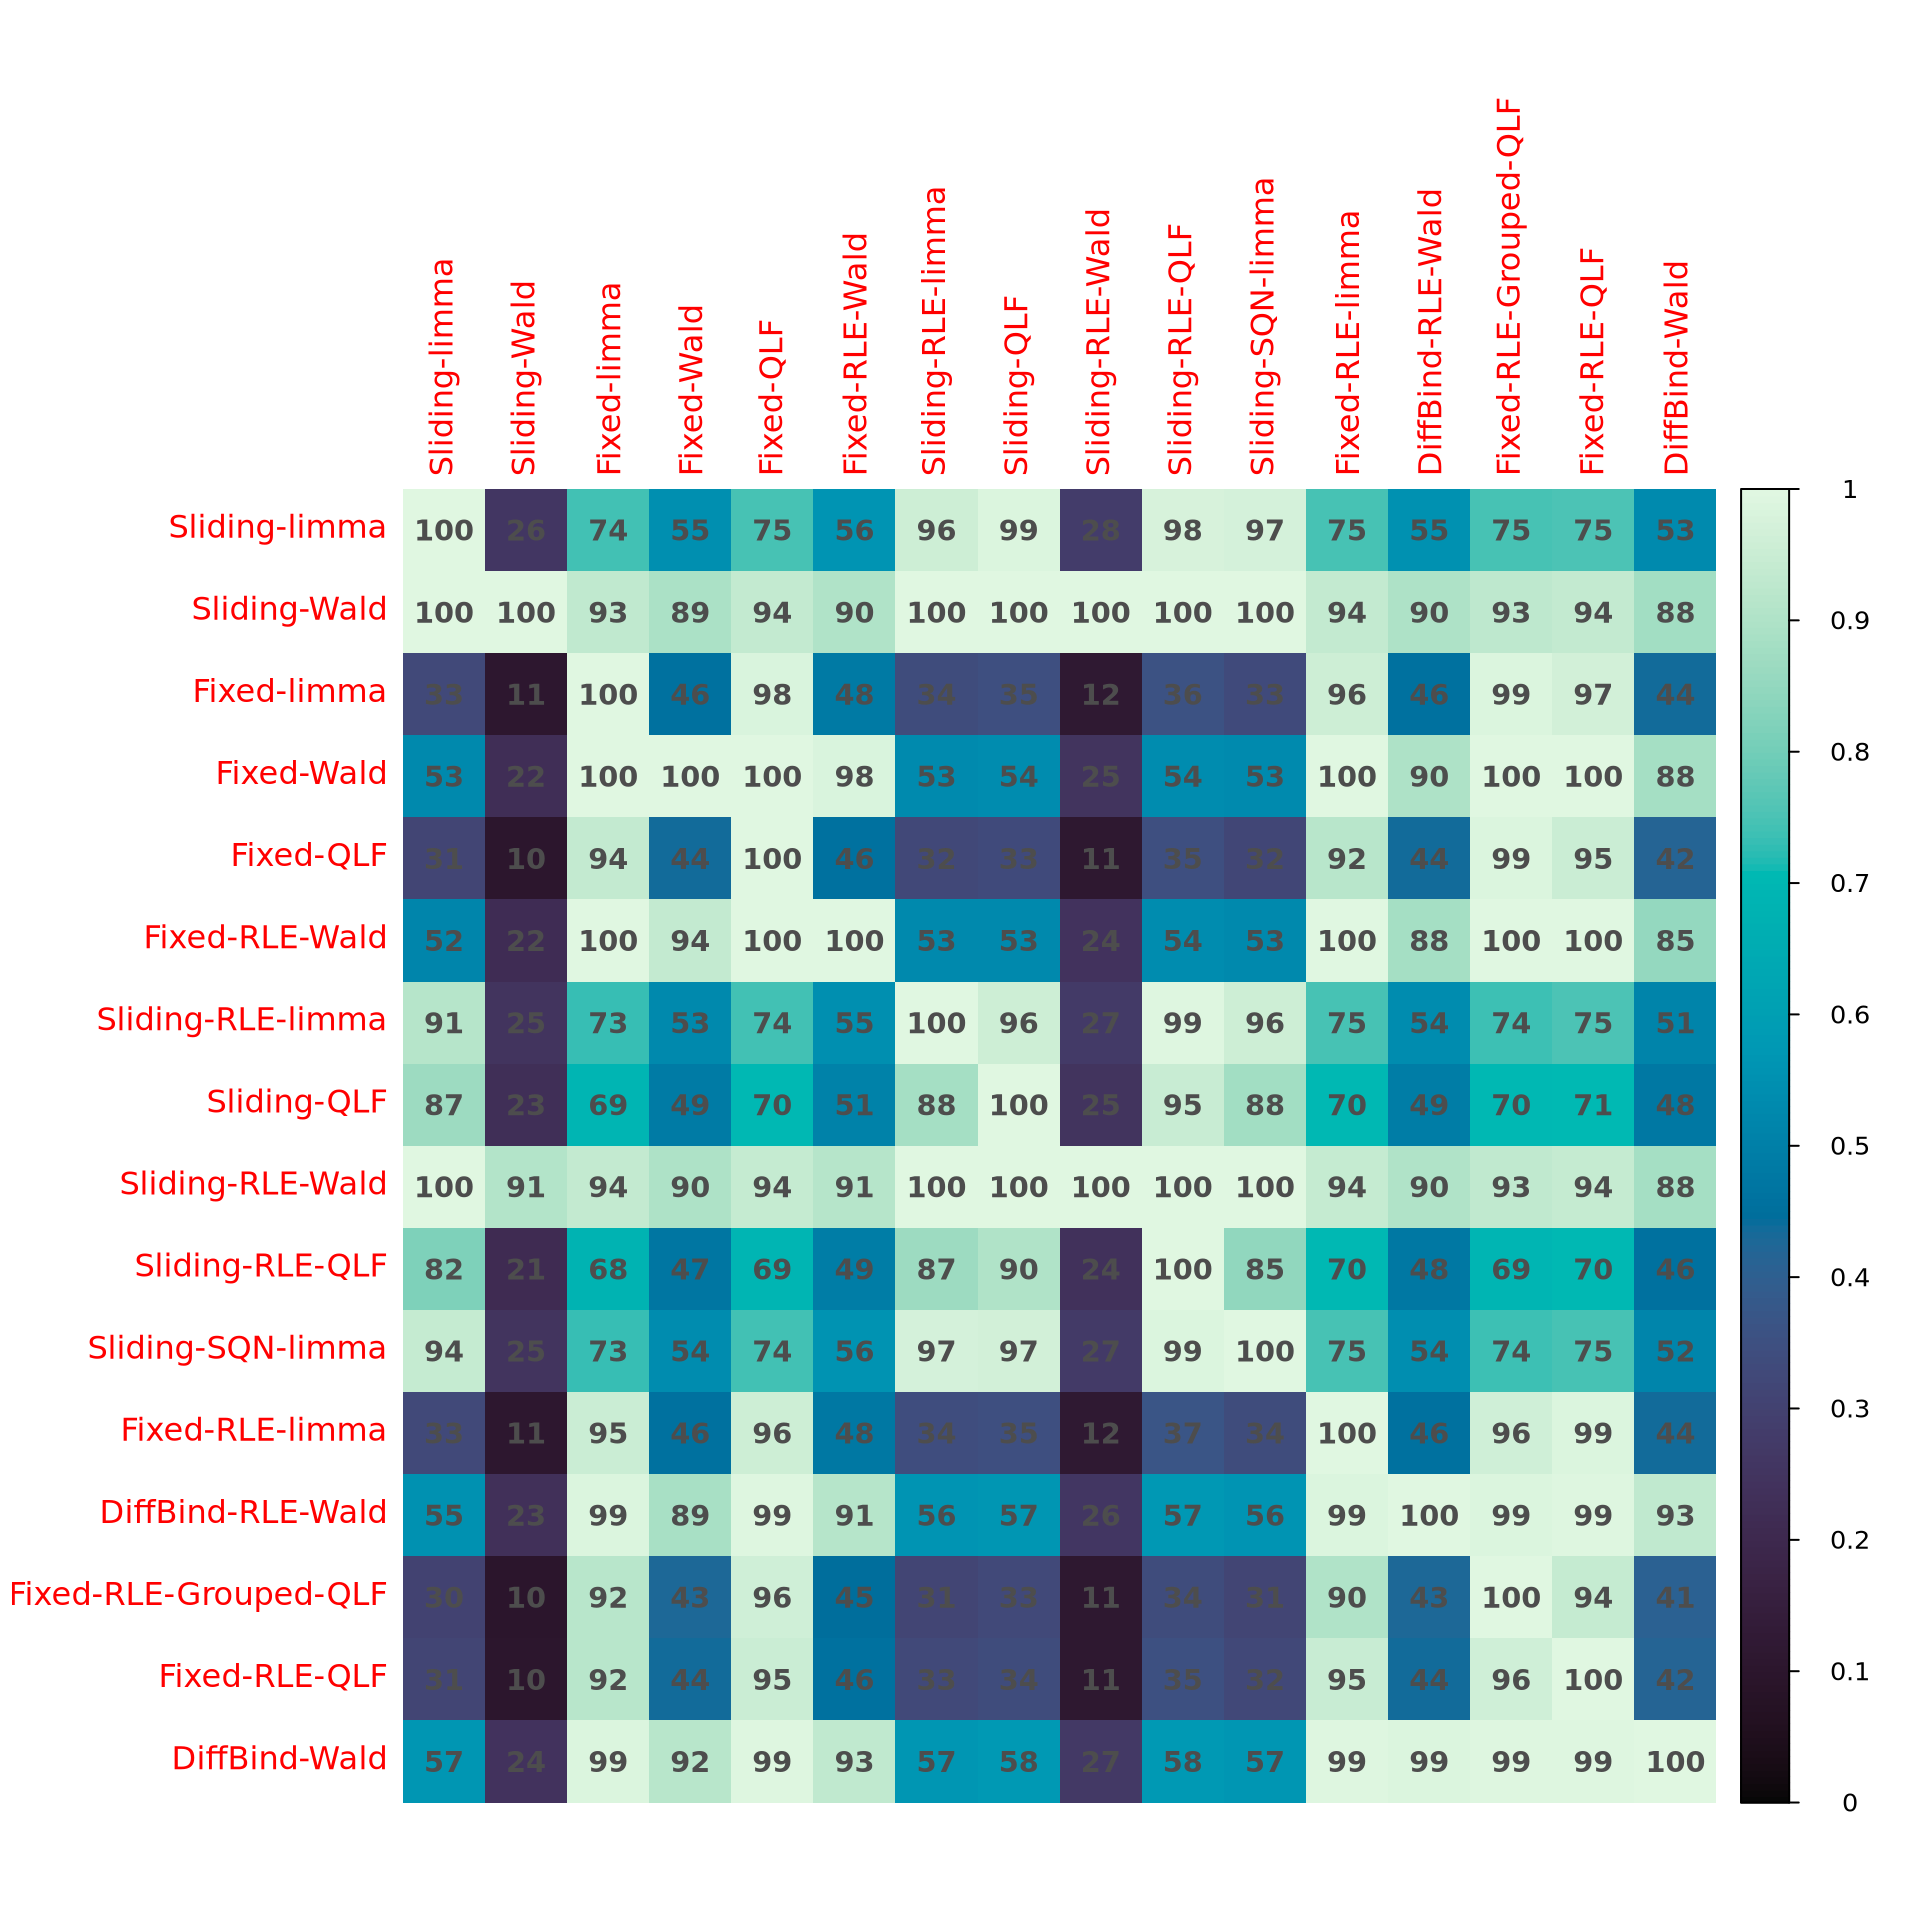 Sliding-limma
Sliding-Wald
Fixed-limma
Fixed-Wald
Fixed-QLF
Fixed-RLE-Wald
Sliding-RLE-limma
Sliding-QLF
Sliding-RLE-Wald
Sliding-RLE-QLF
Sliding-SQN-limma
Fixed-RLE-limma
DiffBind-RLE-Wald
Fixed-RLE-Grouped-QLF
Fixed-RLE-QLF
DiffBind-Wald
Sliding-limma 100 26 74 55 75 56 96 99 28 98 97 75 55 75 75 53
Sliding-Wald 100 100 93 89 94 90 100 100 100 100 100 94 90 93 94 88
Fixed-limma 33 11 100 46 98 48 34 35 12 36 33 96 46 99 97 44
Fixed-Wald 53 22 100 100 100 98 53 54 25 54 53 100 90 100 100 88
Fixed-QLF 31 10 94 44 100 46 32 33 11 35 32 92 44 99 95 42
Fixed-RLE-Wald 52 22 100 94 100 100 53 53 24 54 53 100 88 100 100 85
Sliding-RLE-limma 91 25 73 53 74 55 100 96 27 99 96 75 54 74 75 51
Sliding-QLF 87 23 69 49 70 51 88 100 25 95 88 70 49 70 71 48
Sliding-RLE-Wald 100 91 94 90 94 91 100 100 100 100 100 94 90 93 94 88
Sliding-RLE-QLF 82 21 68 47 69 49 87 90 24 100 85 70 48 69 70 46
Sliding-SQN-limma 94 25 73 54 74 56 97 97 27 99 100 75 54 74 75 52
Fixed-RLE-limma 33 11 95 46 96 48 34 35 12 37 34 100 46 96 99 44
DiffBind-RLE-Wald 55 23 99 89 99 91 56 57 26 57 56 99 100 99 99 93
Fixed-RLE-Grouped-QLF 30 10 92 43 96 45 31 33 11 34 31 90 43 100 94 41
Fixed-RLE-QLF 31 10 92 44 95 46 33 34 11 35 32 95 44 96 100 42
DiffBind-Wald 57 24 99 92 99 93 57 58 27 58 57 99 99 99 99 100
1
0.9
0.8
0.7
0.6
0.5
0.4
0.3
0.2
0.1
0